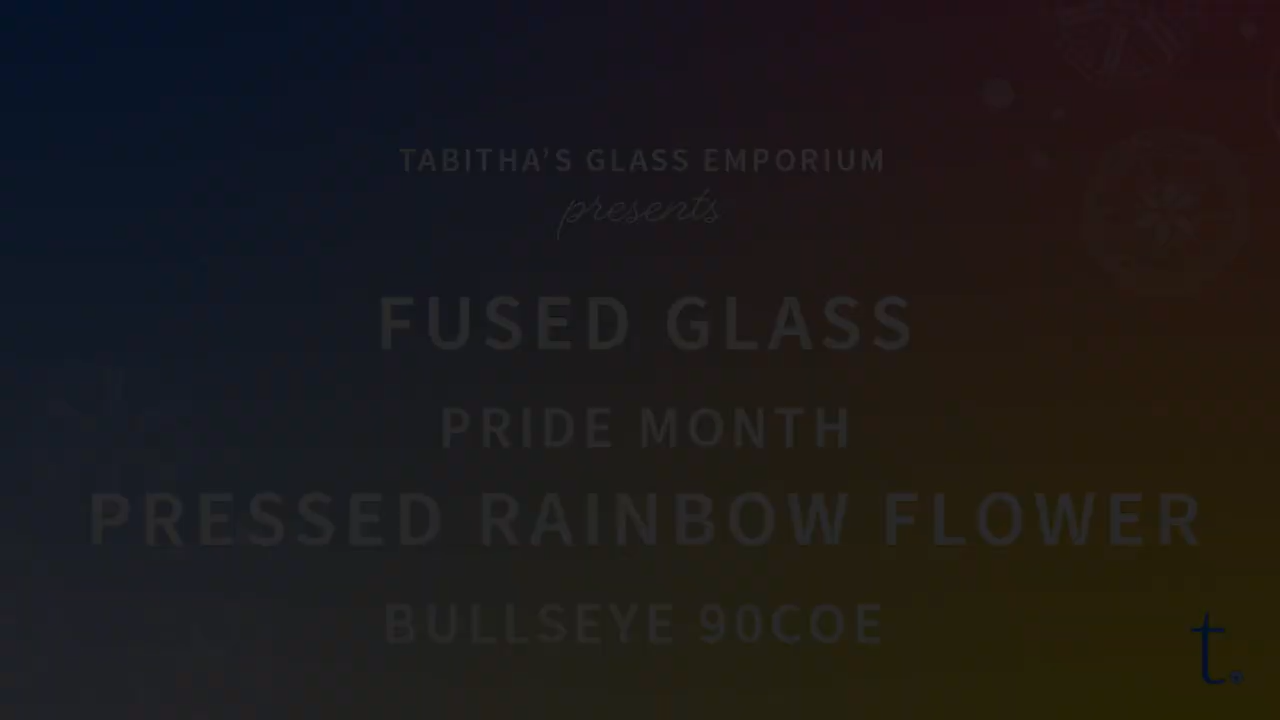 TABITHA'S GLASS EMPORIUM
presents
FUSED GLASS
PRIDE MONTH
PRESSED RAINBOW FLOWER
BULLSEYE 90COE
t.